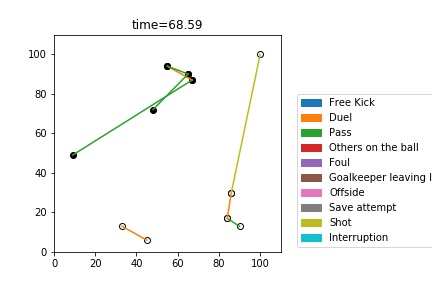 time=68.59
100
80
60
40
20
0
0 20 40 60 80 100
Free Kick
Duel
Pass
Others on the ball
Foul
Goalkeeper leaving l
Offside
Save attempt
Shot
Interruption